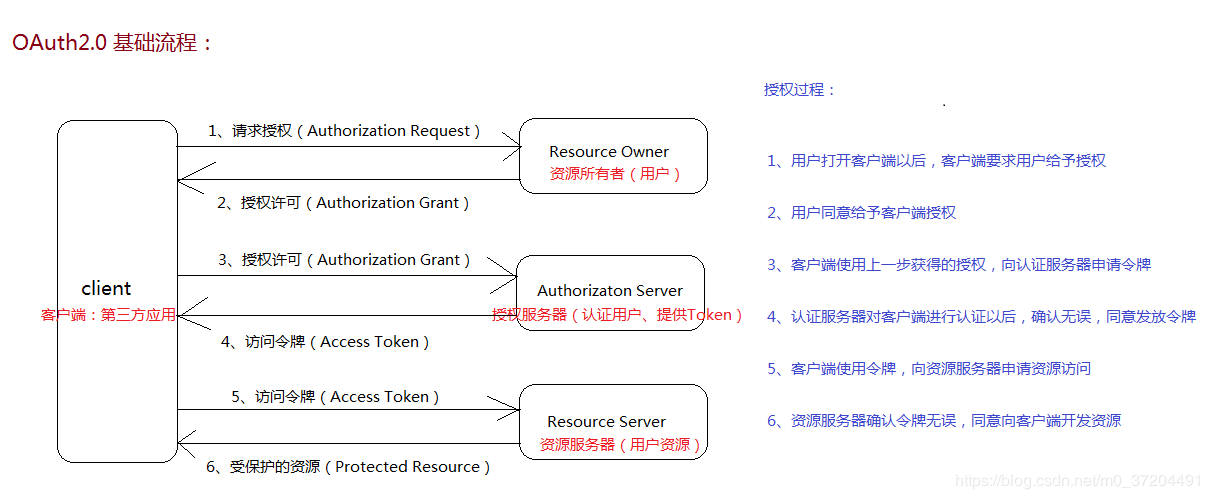 OAuth2.0 基础流程：
1、请求授权（Authorization Request）
Resource Owner
资源所有者（用户）
2、授权许可（Authorization Grant）
3、授权许可（Authorization Grant）
client
客户端：第三方应用
Authorizaton Server
授权服务器（认证用户、提供Token）
4、访问令牌（Access Token）
5、访问令牌（Access Token）
Resource Server
资源服务器（用户资源）
6、受保护的资源（Protected Resource）
授权过程：
1、用户打开客户端以后，客户端要求用户给予授权
2、用户同意给予客户端授权
3、客户端使用上一步获得的授权，向认证服务器申请令牌
4、认证服务器对客户端进行认证以后，确认无误，同意发放令牌
5、客户端使用令牌，向资源服务器申请资源访问
6、资源服务器确认令牌无误，同意向客户端开发资源
https://blog.csdn.net/m0_37204491